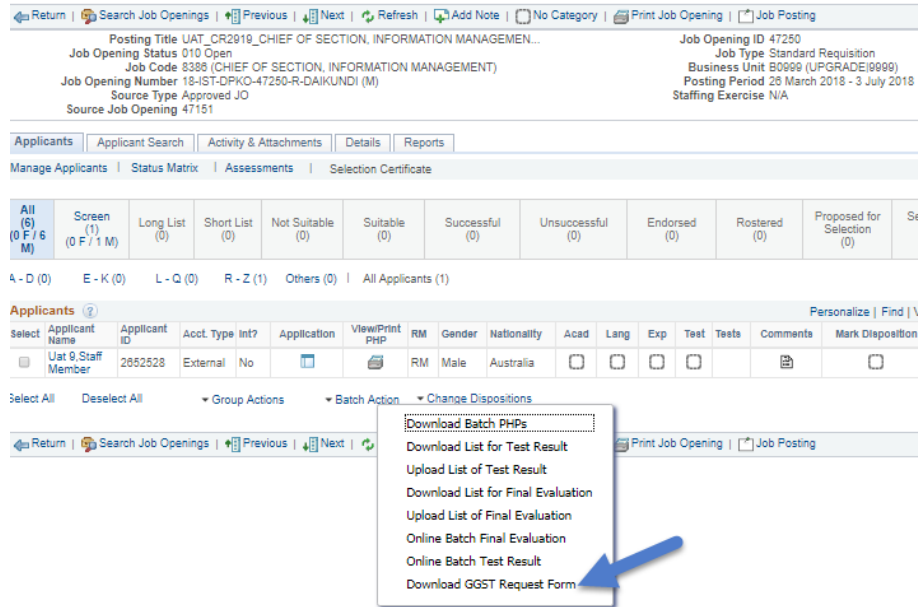 Return | Search Job Openings | Previous | Next | Refresh | Add Note | No Category | Print Job Opening | Job Posting
Posting Title UAT_CR2919_CHIEF OF SECTION, INFORMATION MANAGEMEN... Job Opening ID 47250
Job Opening Status 010 Open Job Type Standard Requisition
Job Code 8386 (CHIEF OF SECTION, INFORMATION MANAGEMENT) Business Unit B0999 (UPGRADE|9999)
Job Opening Number 18-IST-DPKO-47250-R-DAIKUNDI (M) Posting Period 26 March 2018 - 3 July 2018
Source Type Approved JO Staffing Exercise N/A
Source Job Opening 47151
Applicants Applicant Search Activity & Attachments Details Reports
Manage Applicants | Status Matrix | Assessments | Selection Certificate
All (6) (0 F / 6 M) Screen (1) (0 F / 1 M) Long List (0) Short List (0) Not Suitable (0) Suitable (0) Successful (0) Unsuccessful (0) Endorsed (0) Rostered (0) Proposed for Selection (0) Se
A - D (0) E - K (0) L - Q (0) R - Z (1) Others (0) | All Applicants (1)
Applicants ? Personalize | Find | V
Select Applicant Name Applicant ID Acct. Type Int? Application View/Print PHP RM Gender Nationality Acad Lang Exp Test Tests Comments Mark Disposition
Uat 9,Staff Member 2652528 External No RM Male Australia
Select All Deselect All Group Actions Batch Action Change Dispositions
Download Batch PHPs
Return | Search Job Openings | Previous | Next | Print Job Opening | Job Posting
Download List for Test Result
Upload List of Test Result
Download List for Final Evaluation
Upload List of Final Evaluation
Online Batch Final Evaluation
Online Batch Test Result
Download GGST Request Form